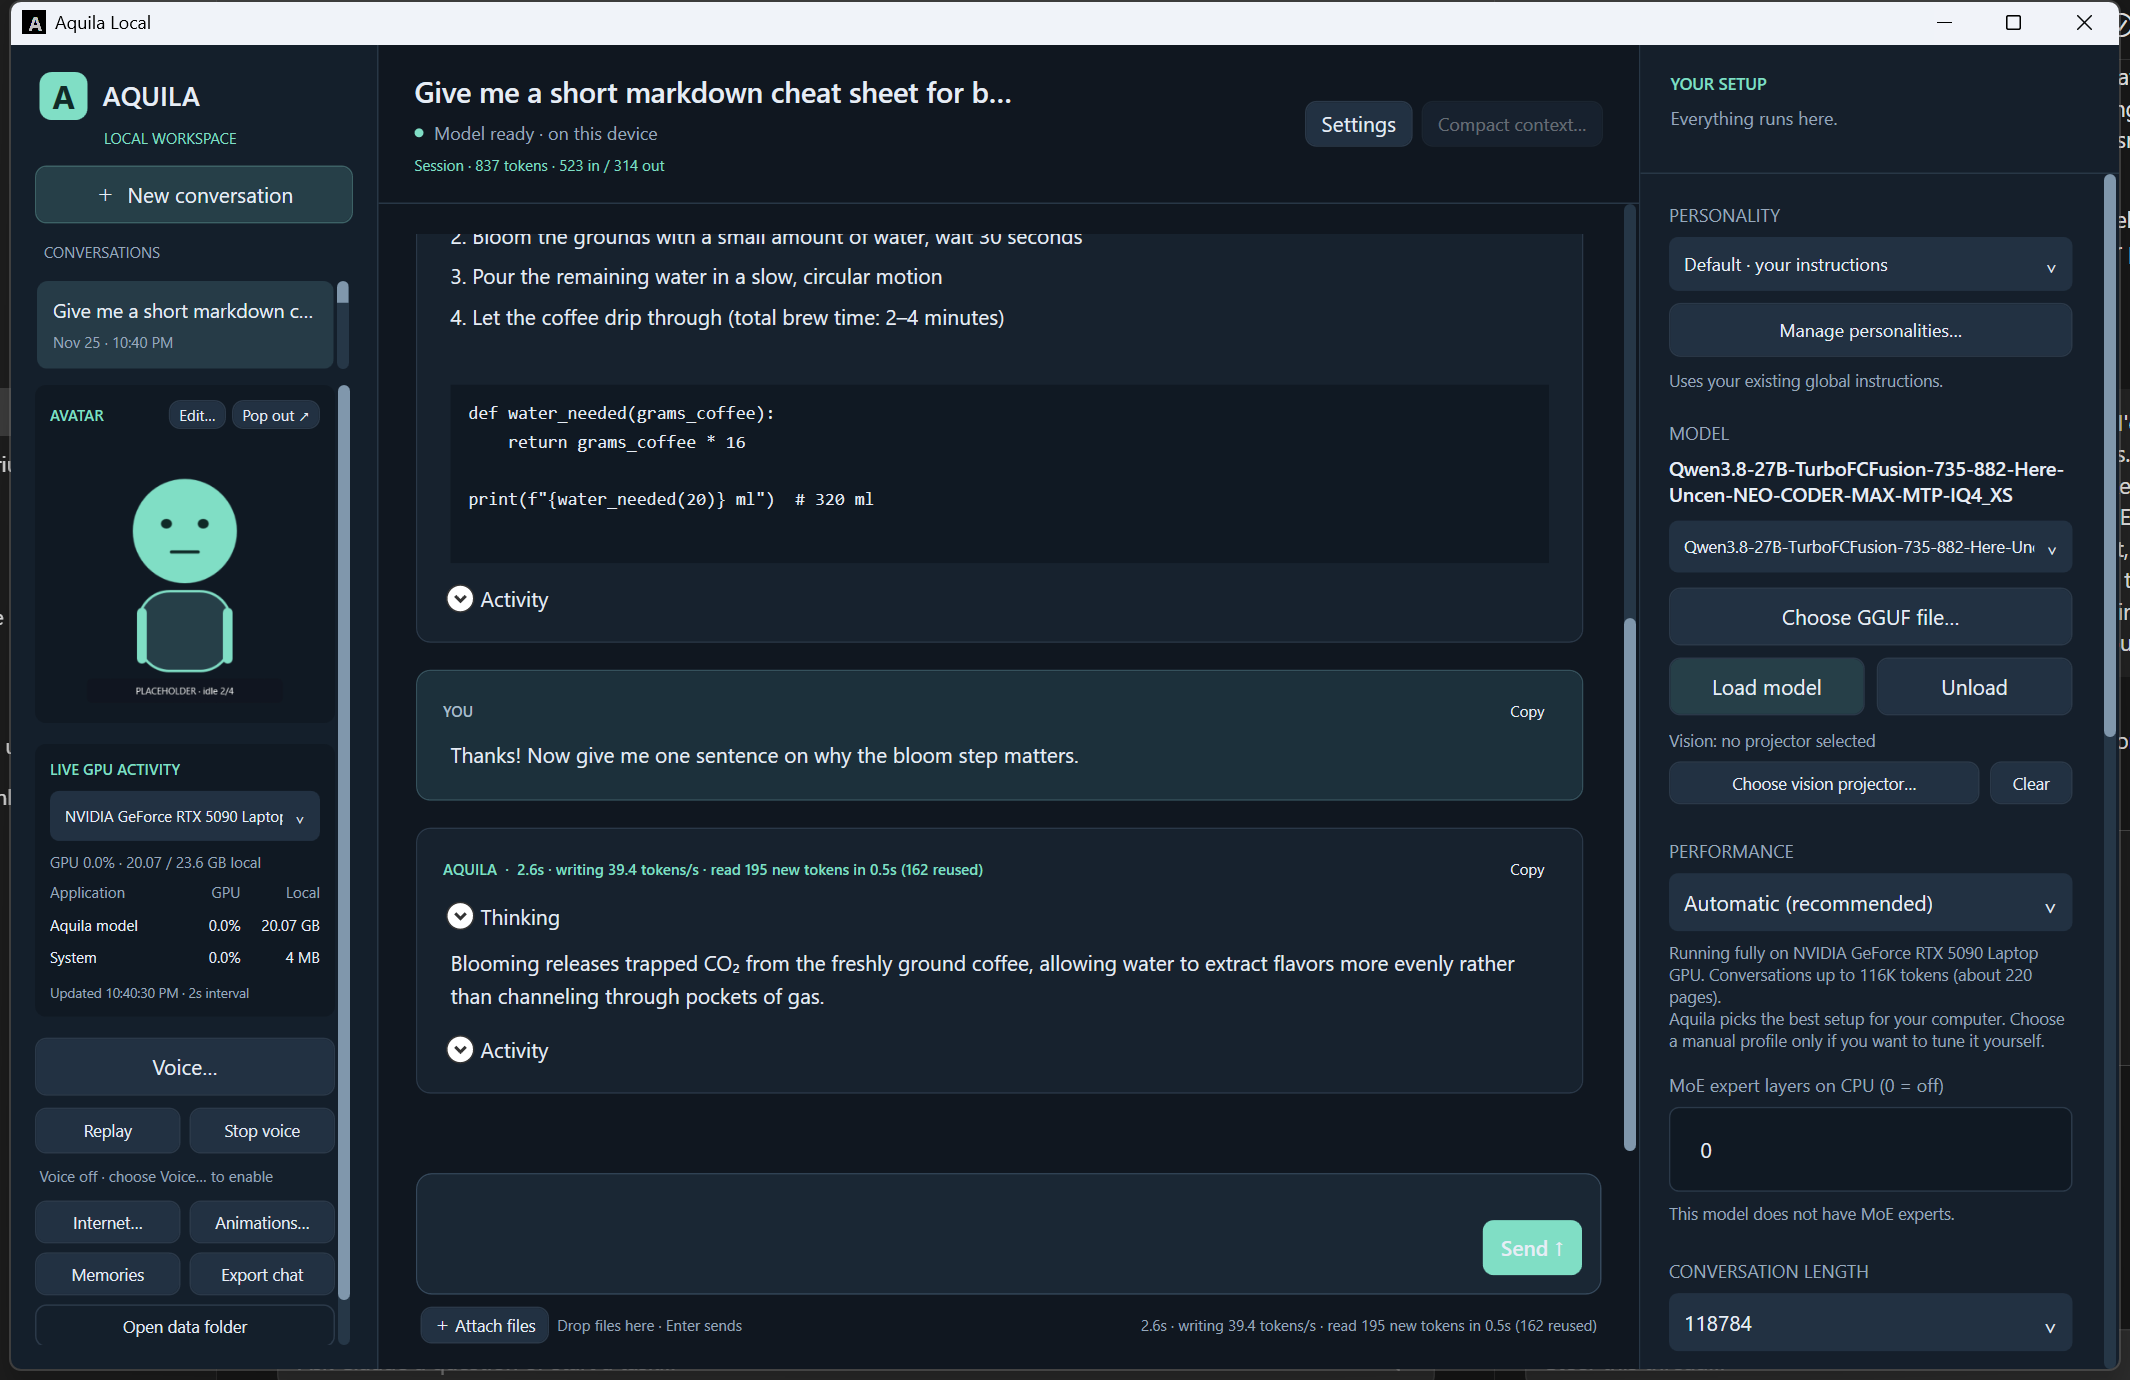 A Aquila Local
A AQUILA
LOCAL WORKSPACE
+ New conversation
CONVERSATIONS
Give me a short markdown c...
Nov 25 · 10:40 PM
AVATAR
Edit...
Pop out ↗
PLACEHOLDER · idle 2/4
LIVE GPU ACTIVITY
NVIDIA GeForce RTX 5090 Laptop
GPU 0.0% · 20.07 / 23.6 GB local
Application GPU Local
Aquila model 0.0% 20.07 GB
System 0.0% 4 MB
Updated 10:40:30 PM · 2s interval
Voice...
Replay
Stop voice
Voice off · choose Voice... to enable
Internet...
Animations...
Memories
Export chat
Open data folder
Give me a short markdown cheat sheet for b...
Model ready · on this device
Session · 837 tokens · 523 in / 314 out
Settings
Compact context...
2. Bloom the grounds with a small amount of water, wait 30 seconds
3. Pour the remaining water in a slow, circular motion
4. Let the coffee drip through (total brew time: 2–4 minutes)
def water_needed(grams_coffee):
    return grams_coffee * 16
print(f"{water_needed(20)} ml")  # 320 ml
Activity
YOU
Copy
Thanks! Now give me one sentence on why the bloom step matters.
AQUILA · 2.6s · writing 39.4 tokens/s · read 195 new tokens in 0.5s (162 reused)
Copy
Thinking
Blooming releases trapped CO₂ from the freshly ground coffee, allowing water to extract flavors more evenly rather
than channeling through pockets of gas.
Activity
Send ↑
+ Attach files
Drop files here · Enter sends
2.6s · writing 39.4 tokens/s · read 195 new tokens in 0.5s (162 reused)
YOUR SETUP
Everything runs here.
PERSONALITY
Default · your instructions
Manage personalities...
Uses your existing global instructions.
MODEL
Qwen3.8-27B-TurboFCFusion-735-882-Here-
Uncen-NEO-CODER-MAX-MTP-IQ4_XS
Qwen3.8-27B-TurboFCFusion-735-882-Here-Un
Choose GGUF file...
Load model
Unload
Vision: no projector selected
Choose vision projector...
Clear
PERFORMANCE
Automatic (recommended)
Running fully on NVIDIA GeForce RTX 5090 Laptop
GPU. Conversations up to 116K tokens (about 220
pages).
Aquila picks the best setup for your computer. Choose
a manual profile only if you want to tune it yourself.
MoE expert layers on CPU (0 = off)
0
This model does not have MoE experts.
CONVERSATION LENGTH
118784